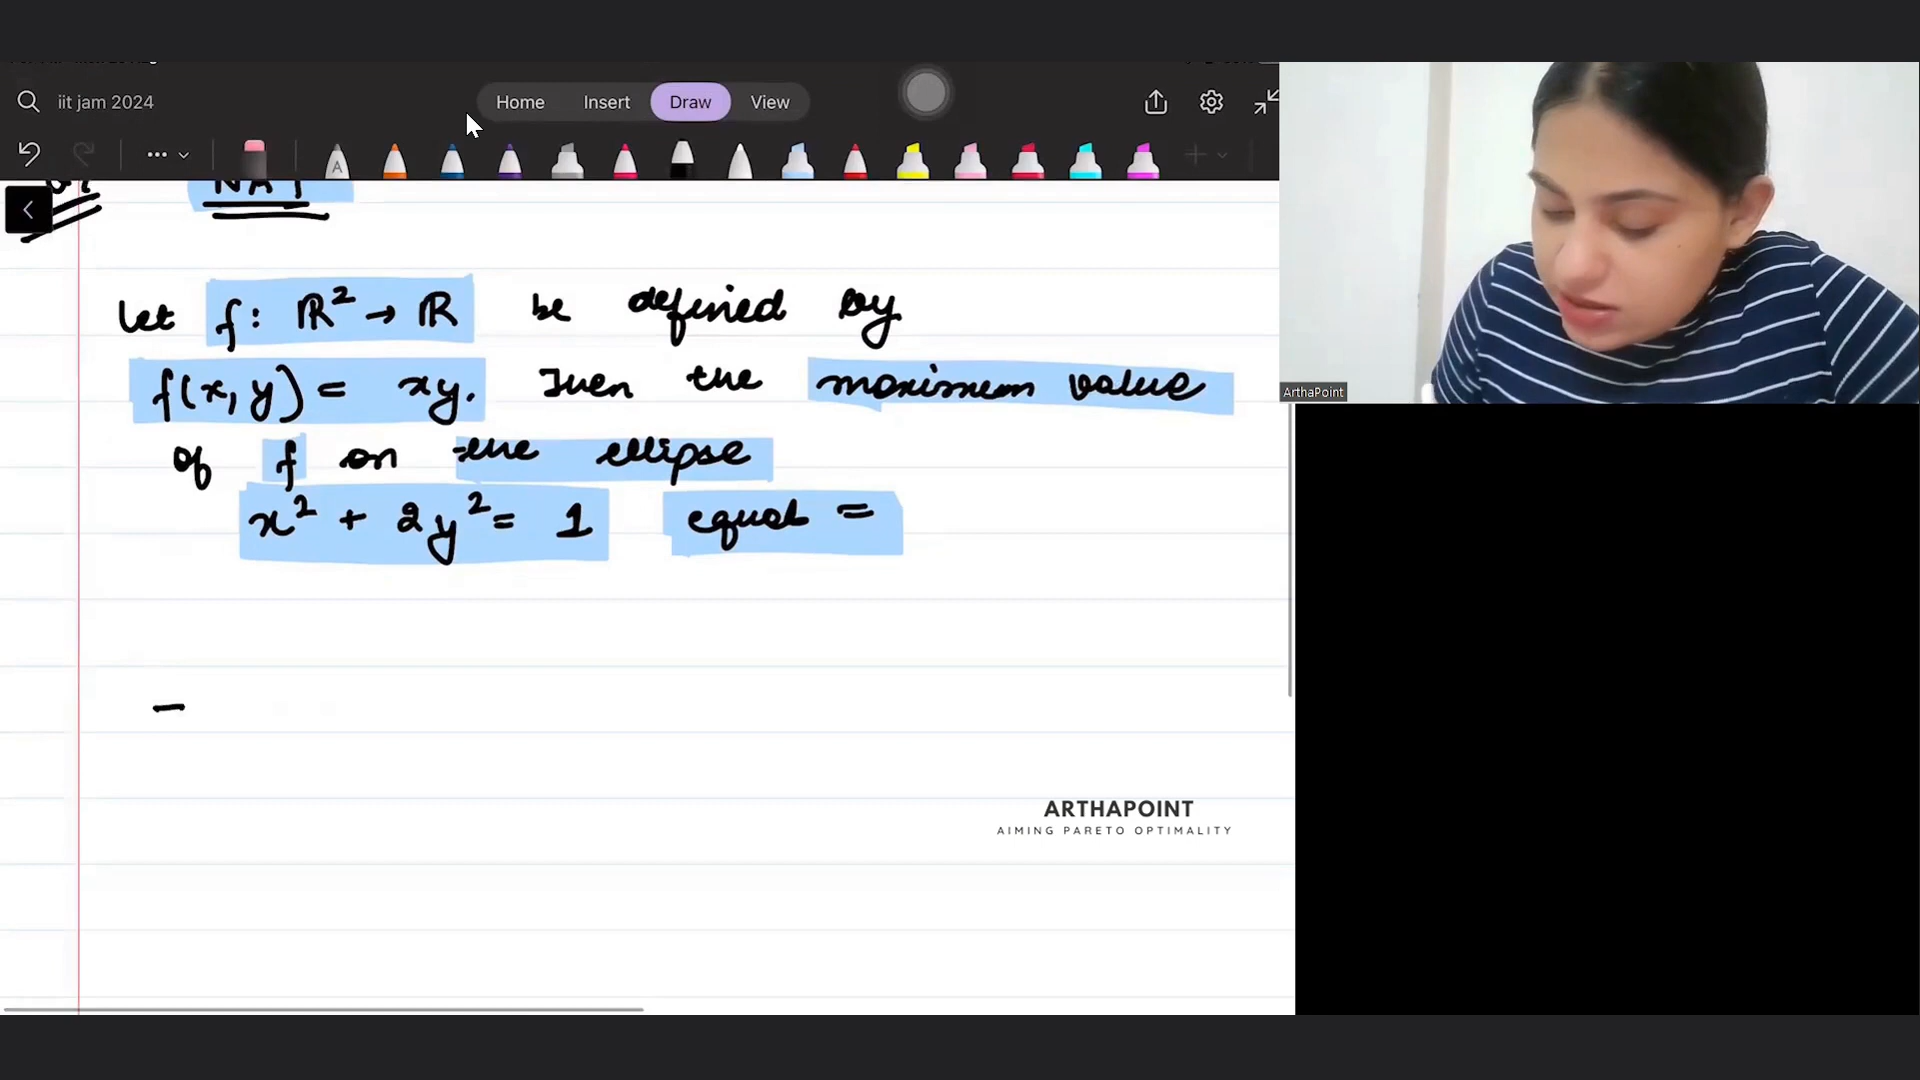 iit jam 2024
Home Insert Draw View
NAT
Let f: ℝ² → ℝ be defined by
f(x, y) = xy. Then the maximum value
of f on the ellipse
x² + 2y² = 1 equal =
ArthaPoint
ARTHAPOINT
AIMING PARETO OPTIMALITY